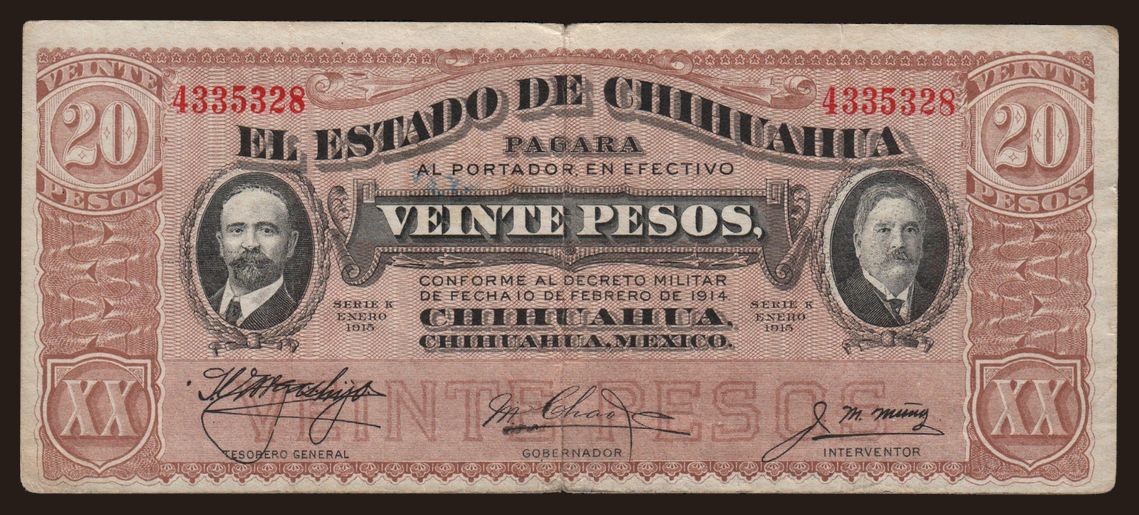 VEINTE
20
PESOS
4335328
4335328
VEINTE
20
PESOS
EL ESTADO DE CHIHUAHUA
PAGARA
AL PORTADOR, EN EFECTIVO
VEINTE PESOS,
CONFORME AL DECRETO MILITAR
DE FECHA 10 DE FEBRERO DE 1914
CHIHUAHUA,
CHIHUAHUA, MEXICO.
SERIE K
ENERO
1915
SERIE K
ENERO
1915
XX
VEINTE PESOS
XX
M. Chao
J. M. Muñoz
TESORERO GENERAL
GOBERNADOR
INTERVENTOR